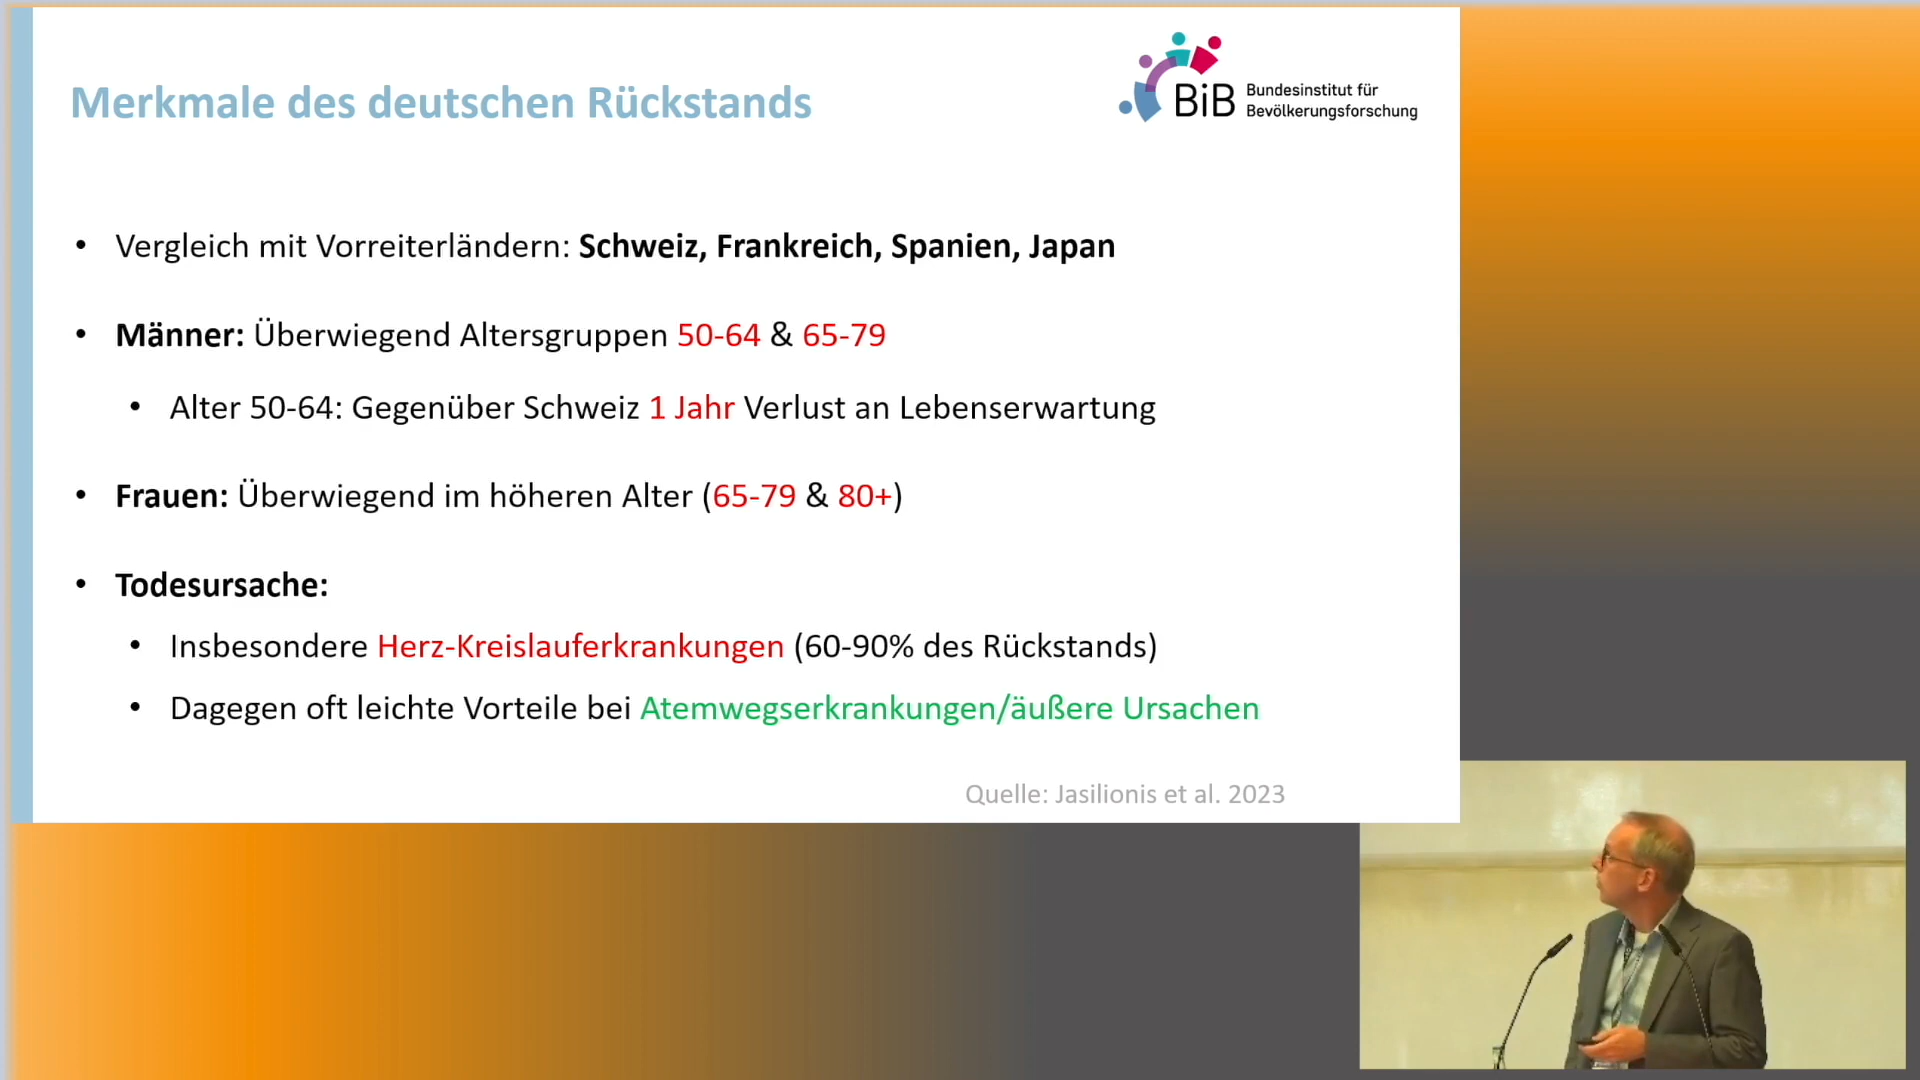 Merkmale des deutschen Rückstands
BiB Bundesinstitut für
Bevölkerungsforschung
• Vergleich mit Vorreiterländern: Schweiz, Frankreich, Spanien, Japan
• Männer: Überwiegend Altersgruppen 50-64 & 65-79
• Alter 50-64: Gegenüber Schweiz 1 Jahr Verlust an Lebenserwartung
• Frauen: Überwiegend im höheren Alter (65-79 & 80+)
• Todesursache:
• Insbesondere Herz-Kreislauferkrankungen (60-90% des Rückstands)
• Dagegen oft leichte Vorteile bei Atemwegserkrankungen/äußere Ursachen
Quelle: Jasilionis et al. 2023